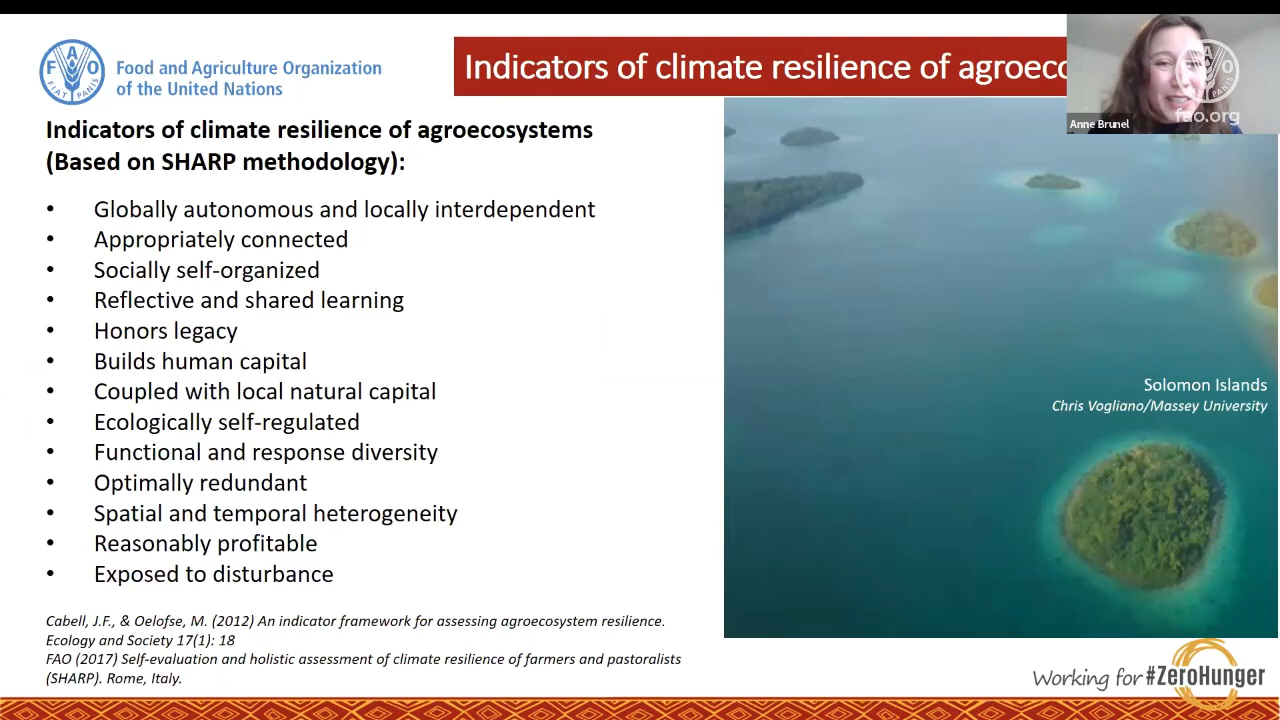 FAO
FIAT PANIS
Food and Agriculture Organization
of the United Nations
Indicators of climate resilience of agroeco
fao.org
Anne Brunel
Indicators of climate resilience of agroecosystems
(Based on SHARP methodology):
• Globally autonomous and locally interdependent
• Appropriately connected
• Socially self-organized
• Reflective and shared learning
• Honors legacy
• Builds human capital
• Coupled with local natural capital
• Ecologically self-regulated
• Functional and response diversity
• Optimally redundant
• Spatial and temporal heterogeneity
• Reasonably profitable
• Exposed to disturbance
Solomon Islands
Chris Vogliano/Massey University
Cabell, J.F., & Oelofse, M. (2012) An indicator framework for assessing agroecosystem resilience.
Ecology and Society 17(1): 18
FAO (2017) Self-evaluation and holistic assessment of climate resilience of farmers and pastoralists
(SHARP). Rome, Italy.
Working for #ZeroHunger